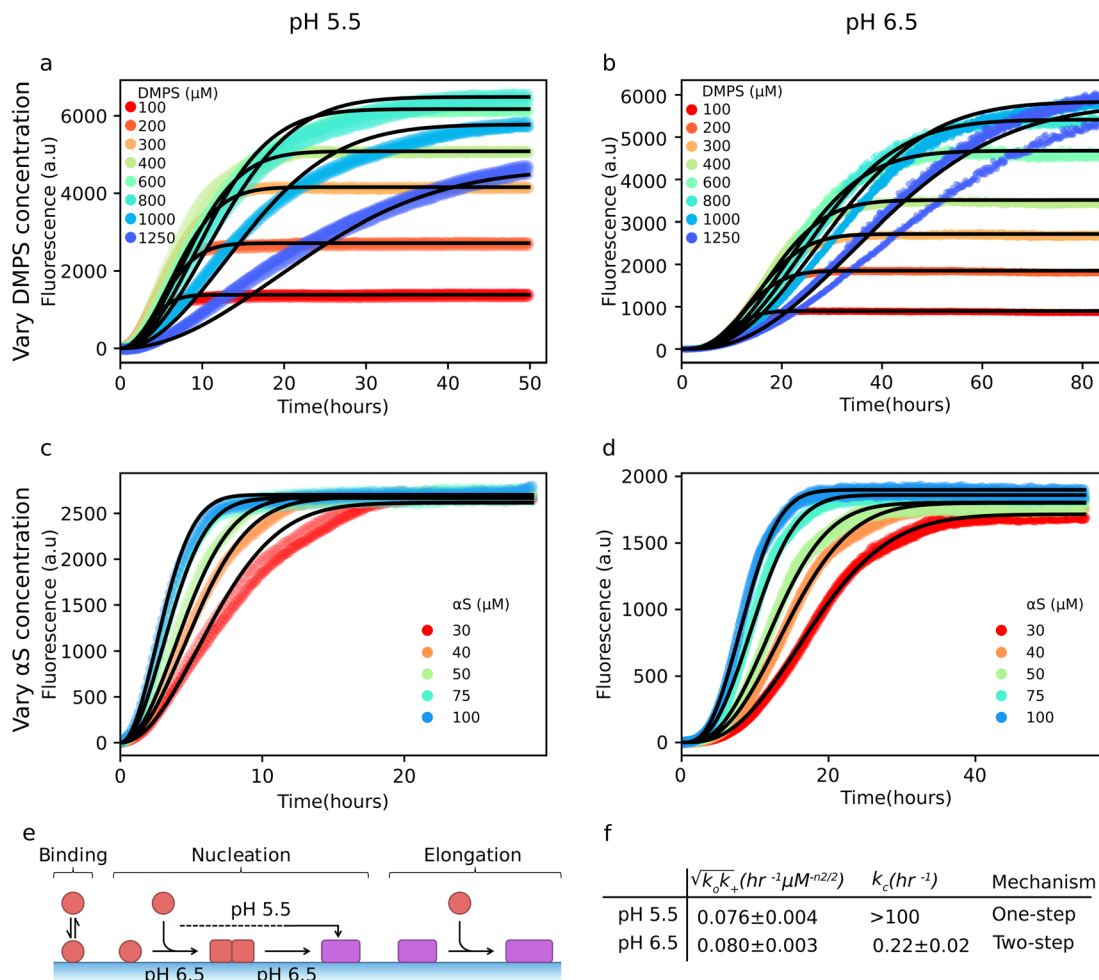 pH 5.5
pH 6.5
a
Vary DMPS concentration
Fluorescence (a.u)
6000
4000
2000
0
DMPS (μM)
100
200
300
400
600
800
1000
1250
0 10 20 30 40 50
Time(hours)
b
Fluorescence (a.u)
6000
5000
4000
3000
2000
1000
0
DMPS (μM)
100
200
300
400
600
800
1000
1250
0 20 40 60 80
Time(hours)
c
Vary αS concentration
Fluorescence (a.u)
2500
2000
1500
1000
500
0
αS (μM)
30
40
50
75
100
0 10 20
Time(hours)
d
Fluorescence (a.u)
2000
1500
1000
500
0
αS (μM)
30
40
50
75
100
0 20 40
Time(hours)
e
Binding Nucleation Elongation
pH 5.5
pH 6.5 pH 6.5
f
√kₒk₊(hr ⁻¹μM⁻ⁿ²ᐟ²) k꜀(hr ⁻¹) Mechanism
pH 5.5 0.076±0.004 >100 One-step
pH 6.5 0.080±0.003 0.22±0.02 Two-step